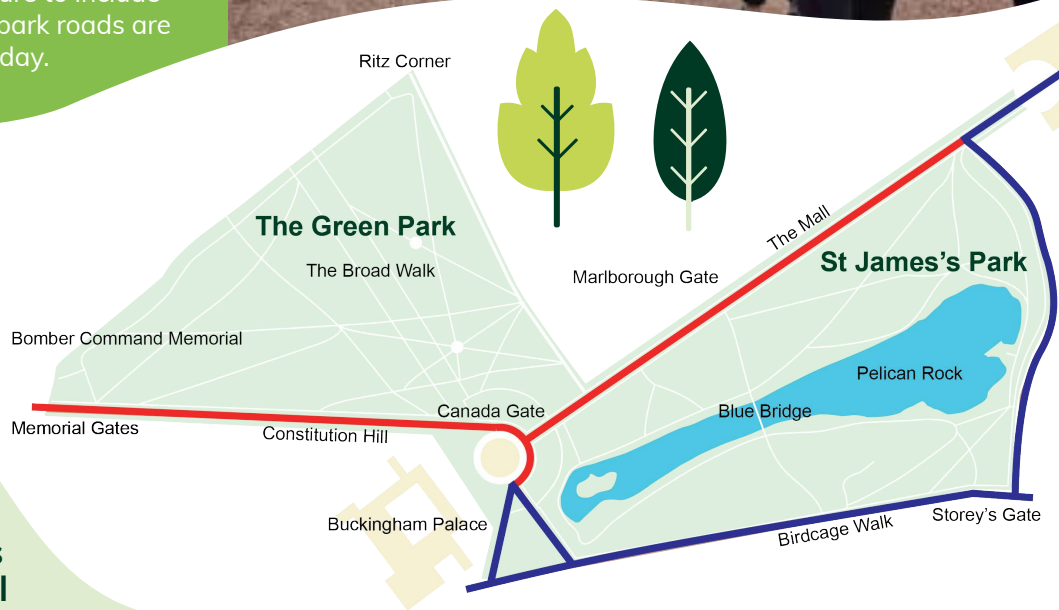 park roads are
day.
Ritz Corner
The Green Park
The Broad Walk
The Mall
St James's Park
Marlborough Gate
Bomber Command Memorial
Pelican Rock
Blue Bridge
Canada Gate
Memorial Gates
Constitution Hill
Buckingham Palace
Storey's Gate
Birdcage Walk